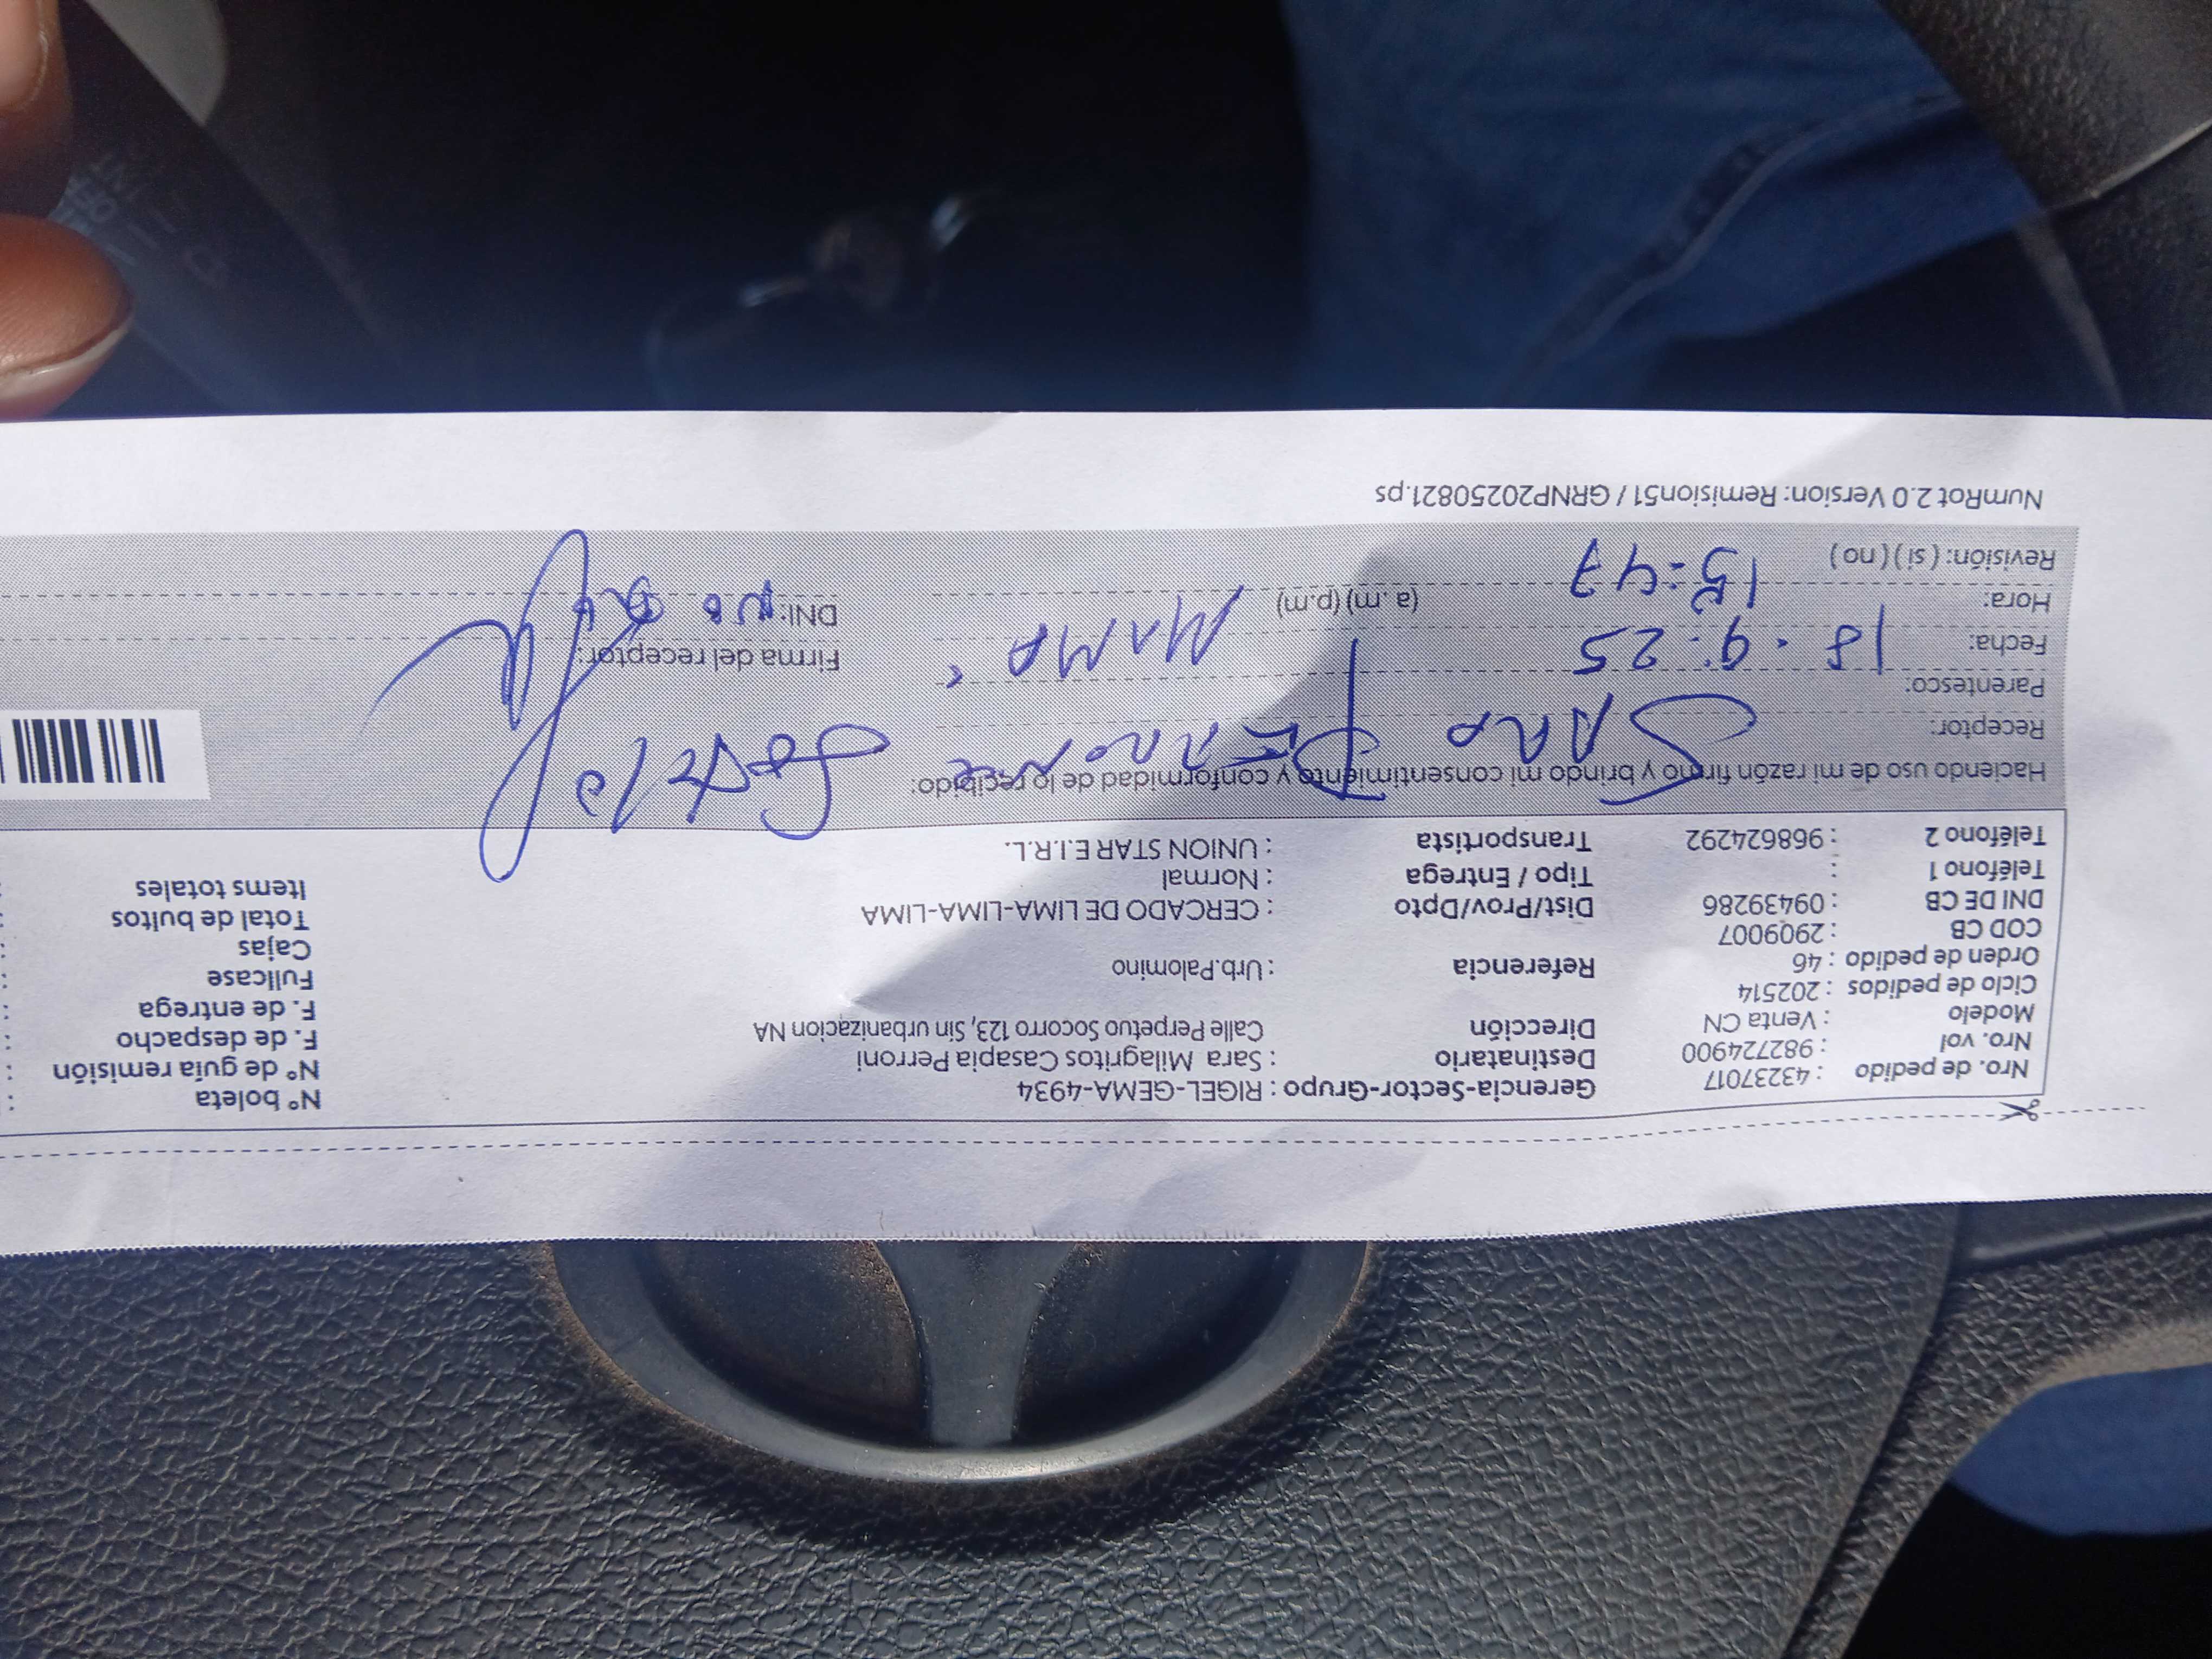 Nro. de pedido : 43237017 Gerencia-Sector-Grupo : RIGEL-GEMA-4934 N° boleta :
Nro. vol : 982724900 Destinatario : Sara Milagritos Casapia Perroni N° de guía remisión :
Modelo : Venta CN Dirección Calle Perpetuo Socorro 123, Sin urbanizacion NA F. de despacho :
Ciclo de pedidos : 202514 F. de entrega :
Orden de pedido : 46 Referencia : Urb.Palomino Fullcase :
COD CB : 2909007 Cajas :
DNI DE CB : 09439286 Dist/Prov/Dpto : CERCADO DE LIMA-LIMA-LIMA Total de bultos :
Teléfono 1 : Tipo / Entrega : Normal Items totales :
Teléfono 2 : 968624292 Transportista : UNION STAR E.I.R.L.
Haciendo uso de mi razón firmo y brindo mi consentimiento y conformidad de lo recibido:
Receptor: SARA
Parentesco: MAMA
Fecha: 18.9.25 Firma del receptor:
Hora: 15:47 (a.m) (p.m) DNI:
Revisión: ( si ) ( no )
NumRot 2.0 Version: Remision51 / GRNP20250821.ps